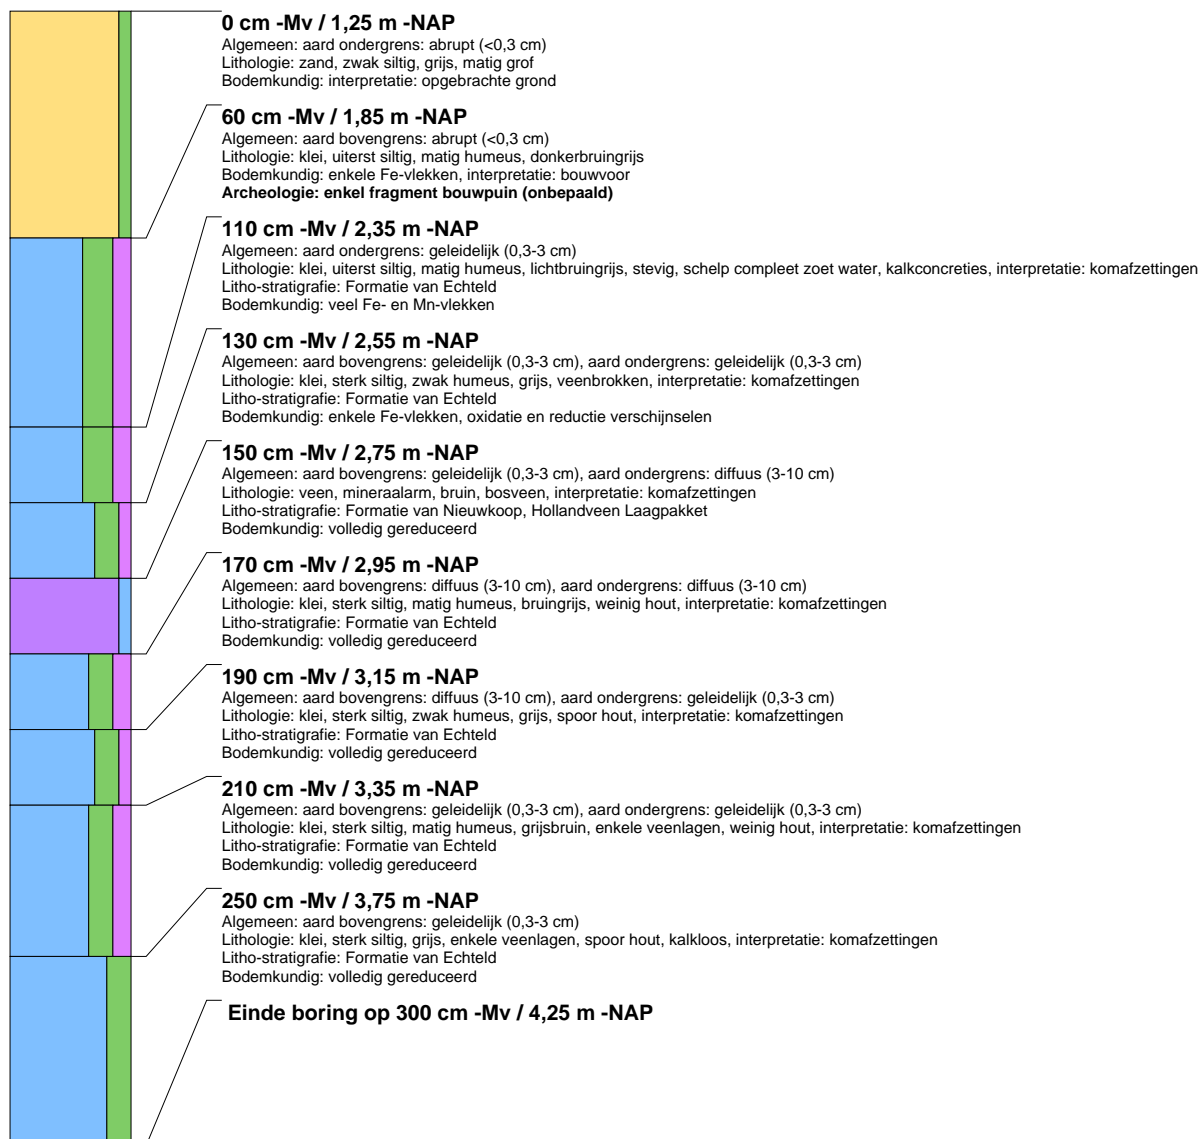 0 cm -Mv / 1,25 m -NAP
Algemeen: aard ondergrens: abrupt (<0,3 cm)
Lithologie: zand, zwak siltig, grijs, matig grof
Bodemkundig: interpretatie: opgebrachte grond
60 cm -Mv / 1,85 m -NAP
Algemeen: aard bovengrens: abrupt (<0,3 cm)
Lithologie: klei, uiterst siltig, matig humeus, donkerbruingrijs
Bodemkundig: enkele Fe-vlekken, interpretatie: bouwvoor
Archeologie: enkel fragment bouwpuin (onbepaald)
110 cm -Mv / 2,35 m -NAP
Algemeen: aard ondergrens: geleidelijk (0,3-3 cm)
Lithologie: klei, uiterst siltig, matig humeus, lichtbruingrijs, stevig, schelp compleet zoet water, kalkconcreties, interpretatie: komafzettingen
Litho-stratigrafie: Formatie van Echteld
Bodemkundig: veel Fe- en Mn-vlekken
130 cm -Mv / 2,55 m -NAP
Algemeen: aard bovengrens: geleidelijk (0,3-3 cm), aard ondergrens: geleidelijk (0,3-3 cm)
Lithologie: klei, sterk siltig, zwak humeus, grijs, veenbrokken, interpretatie: komafzettingen
Litho-stratigrafie: Formatie van Echteld
Bodemkundig: enkele Fe-vlekken, oxidatie en reductie verschijnselen
150 cm -Mv / 2,75 m -NAP
Algemeen: aard bovengrens: geleidelijk (0,3-3 cm), aard ondergrens: diffuus (3-10 cm)
Lithologie: veen, mineraalarm, bruin, bosveen, interpretatie: komafzettingen
Litho-stratigrafie: Formatie van Nieuwkoop, Hollandveen Laagpakket
Bodemkundig: volledig gereduceerd
170 cm -Mv / 2,95 m -NAP
Algemeen: aard bovengrens: diffuus (3-10 cm), aard ondergrens: diffuus (3-10 cm)
Lithologie: klei, sterk siltig, matig humeus, bruingrijs, weinig hout, interpretatie: komafzettingen
Litho-stratigrafie: Formatie van Echteld
Bodemkundig: volledig gereduceerd
190 cm -Mv / 3,15 m -NAP
Algemeen: aard bovengrens: diffuus (3-10 cm), aard ondergrens: geleidelijk (0,3-3 cm)
Lithologie: klei, sterk siltig, zwak humeus, grijs, spoor hout, interpretatie: komafzettingen
Litho-stratigrafie: Formatie van Echteld
Bodemkundig: volledig gereduceerd
210 cm -Mv / 3,35 m -NAP
Algemeen: aard bovengrens: geleidelijk (0,3-3 cm), aard ondergrens: geleidelijk (0,3-3 cm)
Lithologie: klei, sterk siltig, matig humeus, grijsbruin, enkele veenlagen, weinig hout, interpretatie: komafzettingen
Litho-stratigrafie: Formatie van Echteld
Bodemkundig: volledig gereduceerd
250 cm -Mv / 3,75 m -NAP
Algemeen: aard bovengrens: geleidelijk (0,3-3 cm)
Lithologie: klei, sterk siltig, grijs, enkele veenlagen, spoor hout, kalkloos, interpretatie: komafzettingen
Litho-stratigrafie: Formatie van Echteld
Bodemkundig: volledig gereduceerd
Einde boring op 300 cm -Mv / 4,25 m -NAP